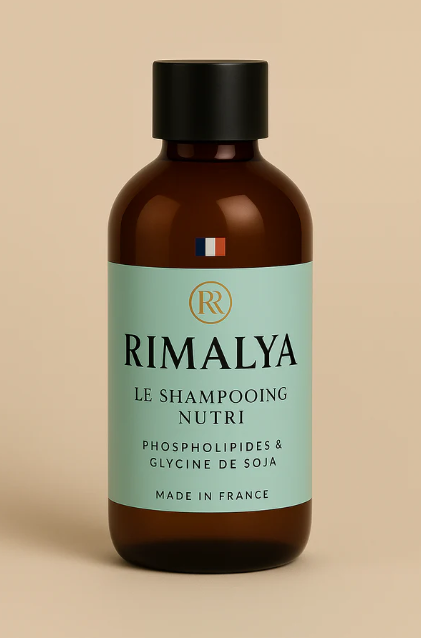 RR
RIMALYA
LE SHAMPOOING
NUTRI
PHOSPHOLIPIDES &
GLYCINE DE SOJA
MADE IN FRANCE